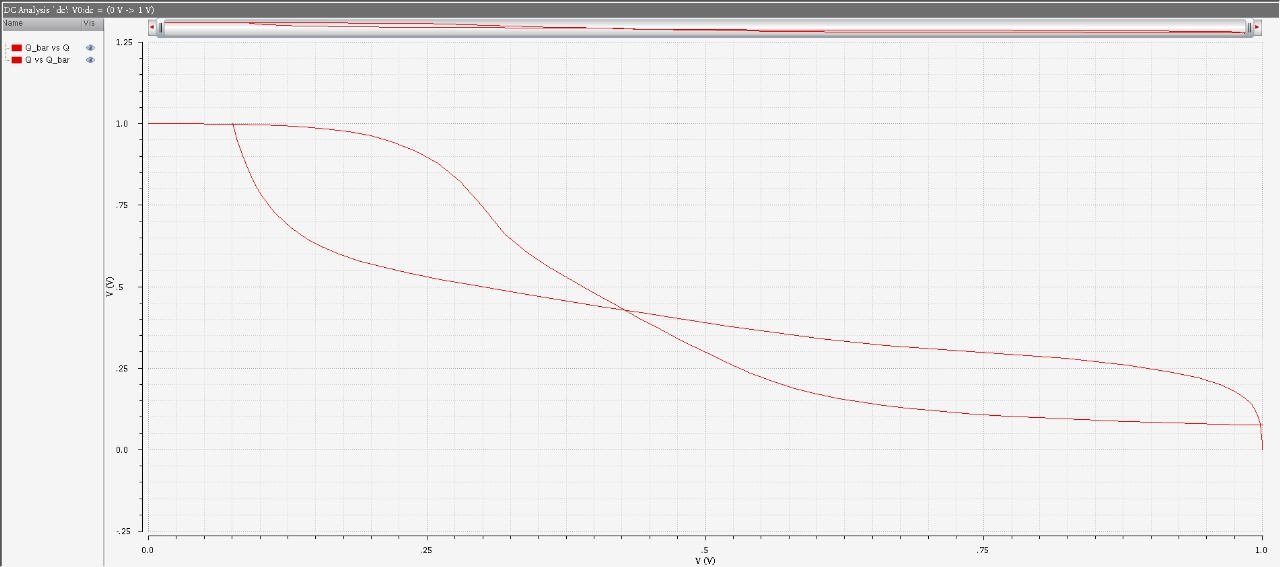 DC Analysis `dc': V0:dc = (0 V -> 1 V)
Name Vis
Q_bar vs Q
Q vs Q_bar
1.25
1.0
.75
V (V) .5
.25
0.0
-.25
0.0 .25 .5 .75 1.0
V (V)